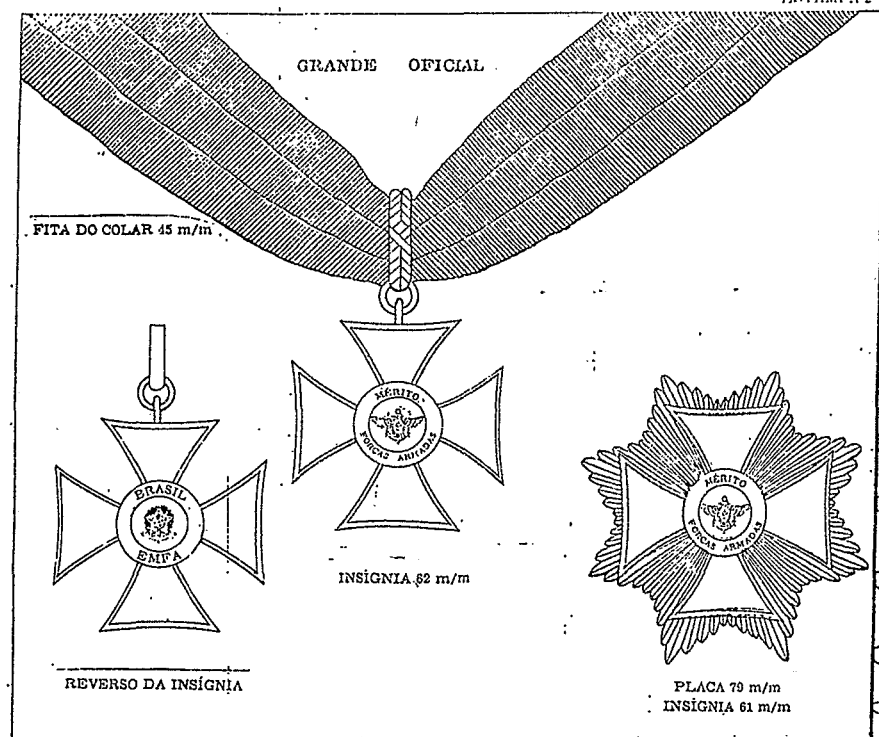 GRANDE OFICIAL
FITA DO COLAR 45 m/m
MÉRITO
FORÇAS ARMADAS
BRASIL
EMFA
INSÍGNIA 62 m/m
MÉRITO
FORÇAS ARMADAS
REVERSO DA INSÍGNIA
PLACA 79 m/m
INSÍGNIA 61 m/m